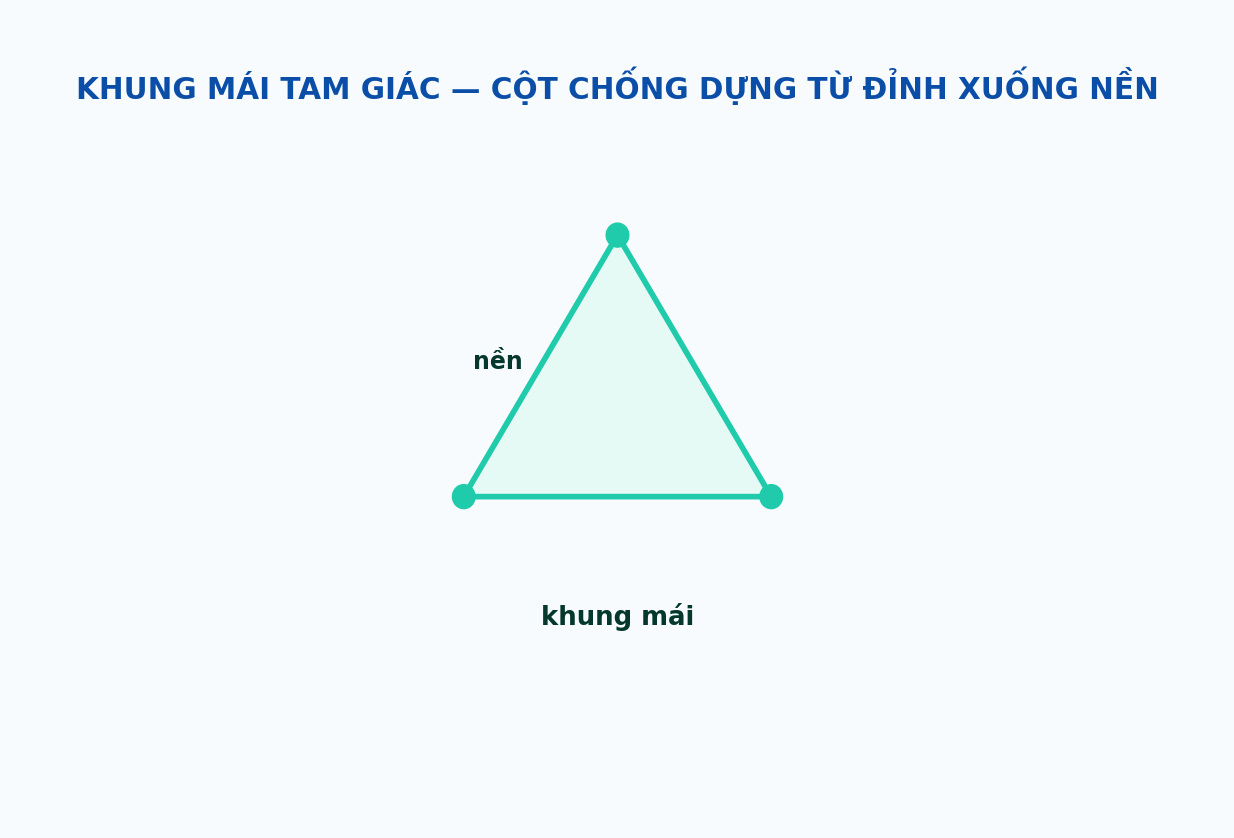 KHUNG MÁI TAM GIÁC — CỘT CHỐNG DỰNG TỪ ĐỈNH XUỐNG NỀN
nền
khung mái